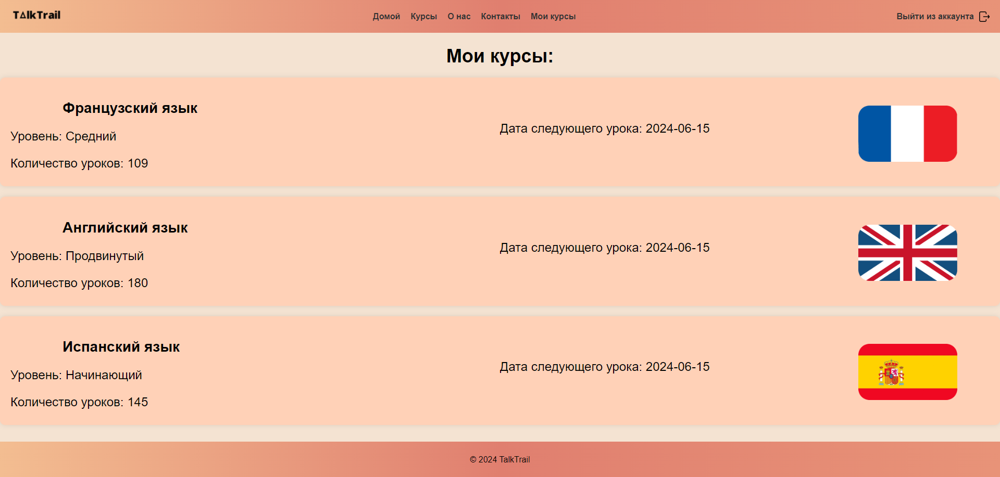 TalkTrail
Домой Курсы О нас Контакты Мои курсы
Выйти из аккаунта
Мои курсы:
Французский язык
Уровень: Средний
Количество уроков: 109
Дата следующего урока: 2024-06-15
Английский язык
Уровень: Продвинутый
Количество уроков: 180
Дата следующего урока: 2024-06-15
Испанский язык
Уровень: Начинающий
Количество уроков: 145
Дата следующего урока: 2024-06-15
© 2024 TalkTrail